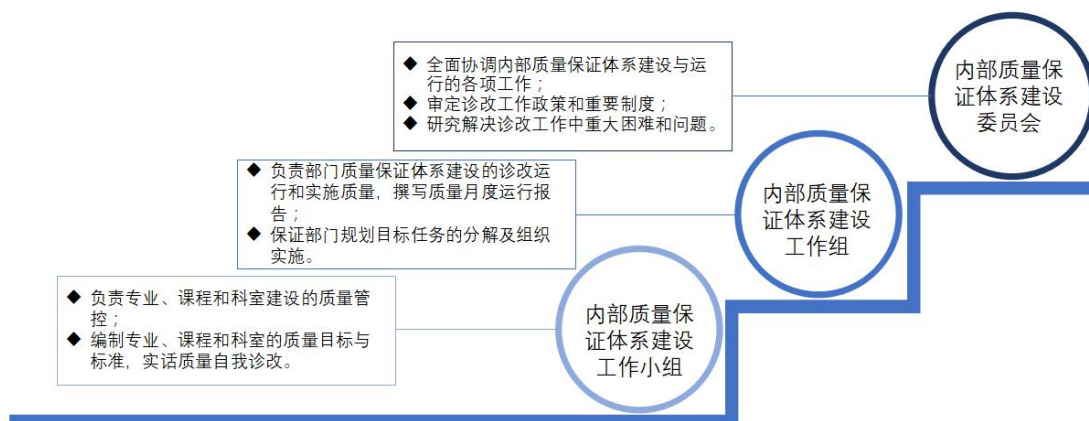 ◆ 全面协调内部质量保证体系建设与运
行的各项工作；
◆ 审定诊改工作政策和重要制度；
◆ 研究解决诊改工作中重大困难和问题。
内部质量保
证体系建设
委员会
◆ 负责部门质量保证体系建设的诊改运
行和实施质量，撰写质量月度运行报
告；
◆ 保证部门规划目标任务的分解及组织
实施。
内部质量保
证体系建设
工作组
◆ 负责专业、课程和科室建设的质量管
控；
◆ 编制专业、课程和科室的质量目标与
标准，实话质量自我诊改。
内部质量保
证体系建设
工作小组